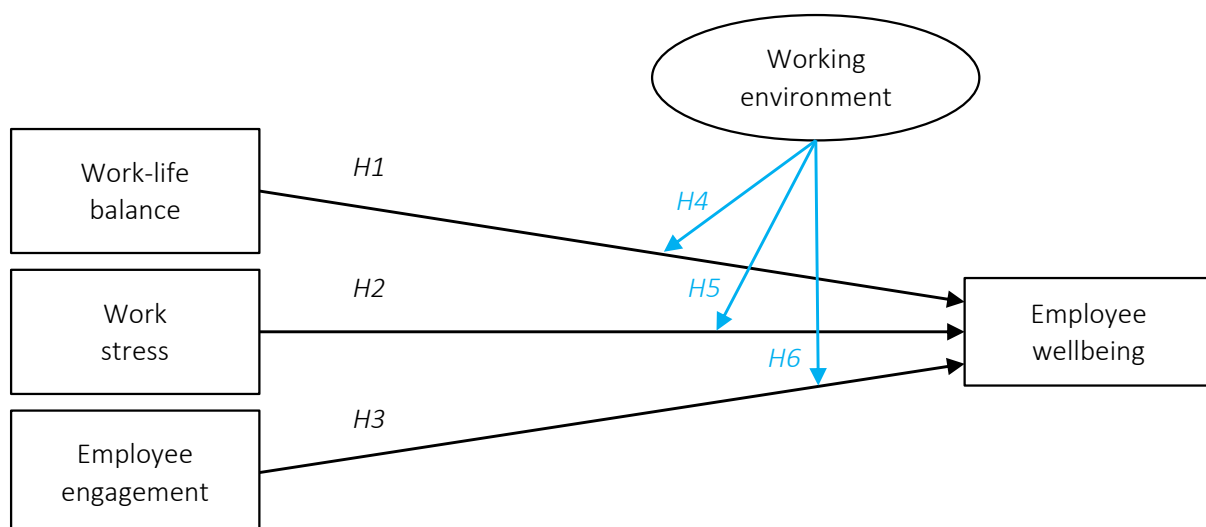 Working
environment
Work-life
balance
H1
H4
H2
H5
Work
stress
Employee
wellbeing
H6
H3
Employee
engagement